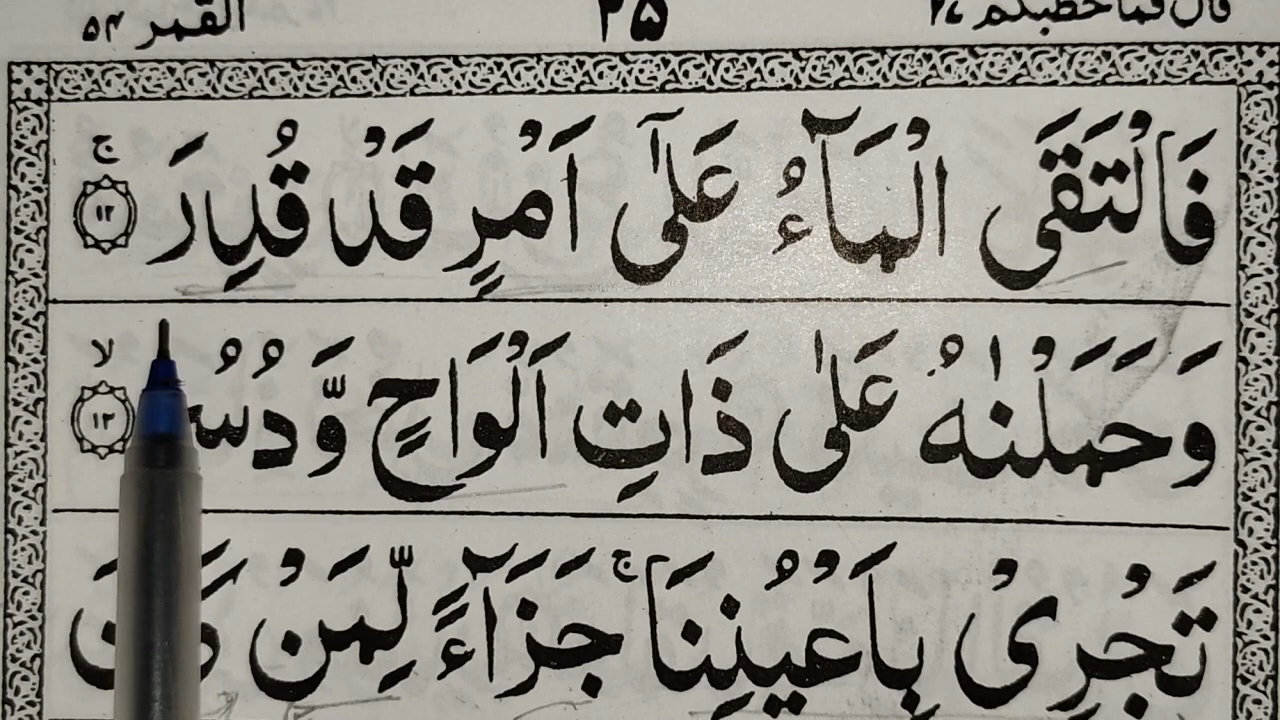 قال فما خطبكم ٢٧ ٢٥ القمر ٥٤
فَالْتَقَى الْمَآءُ عَلٰٓى اَمْرٍ قَدْ قُدِرَ ۚ ١٢
وَحَمَلْنٰهُ عَلٰى ذَاتِ اَلْوَاحٍ وَّدُسُ ۙ ١٣
تَجْرِىْ بِاَعْيُنِنَا ۚ جَزَآءً لِّمَنْ